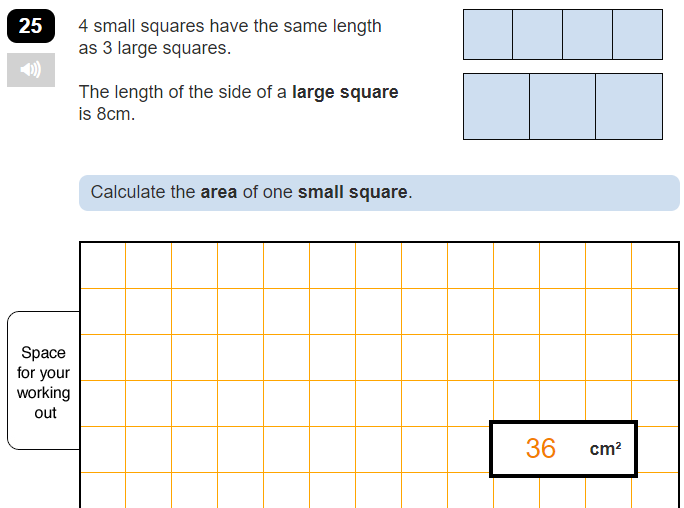 25
4 small squares have the same length
as 3 large squares.
The length of the side of a large square
is 8cm.
Calculate the area of one small square.
Space
for your
working
out
36 cm²